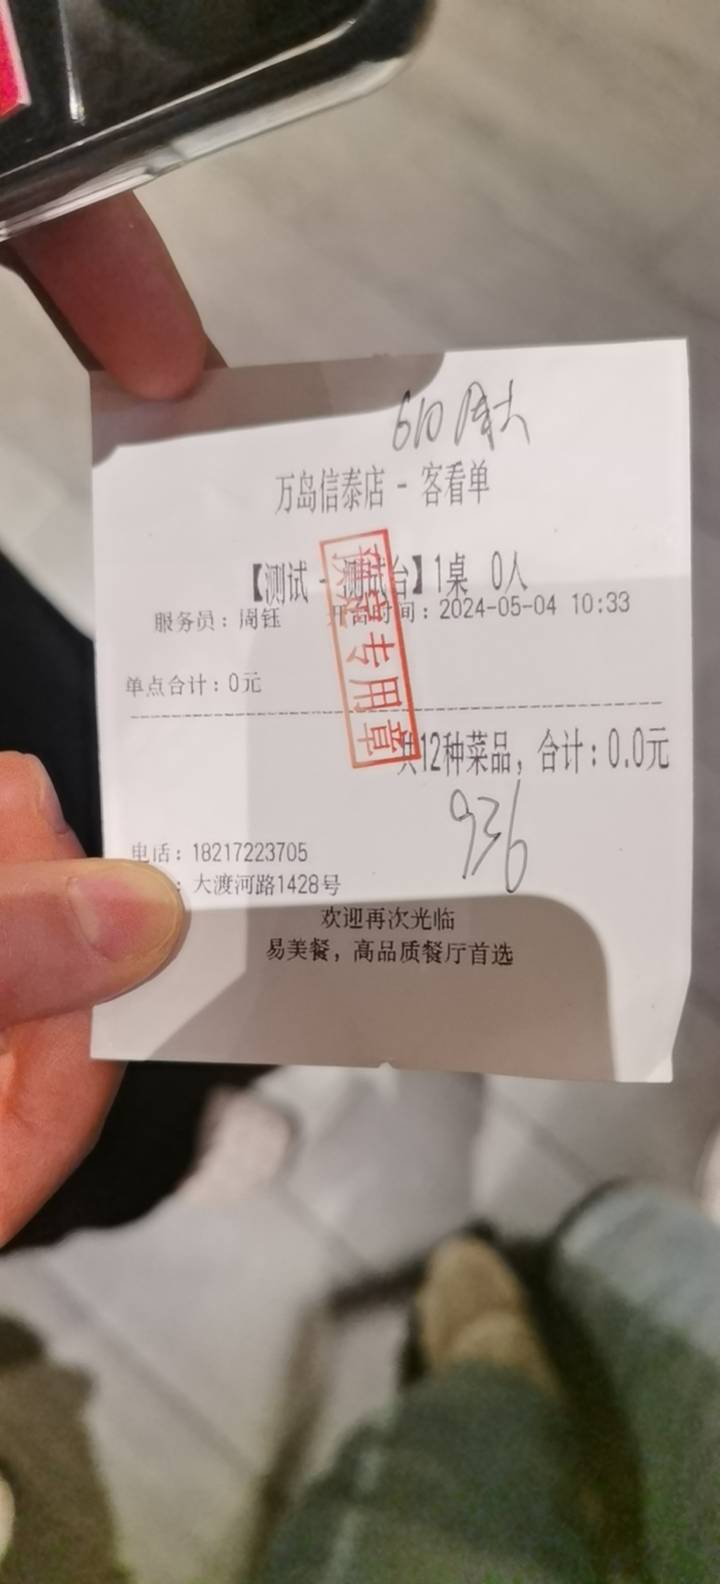 610
万岛信泰店 - 客看单
【测试 - 测试台】1桌 0人
服务员：周钰 开台时间：2024-05-04 10:33
单点合计：0元
专用章
共12种菜品，合计：0.0元
936
电话：18217223705
：大渡河路1428号
欢迎再次光临
易美餐，高品质餐厅首选